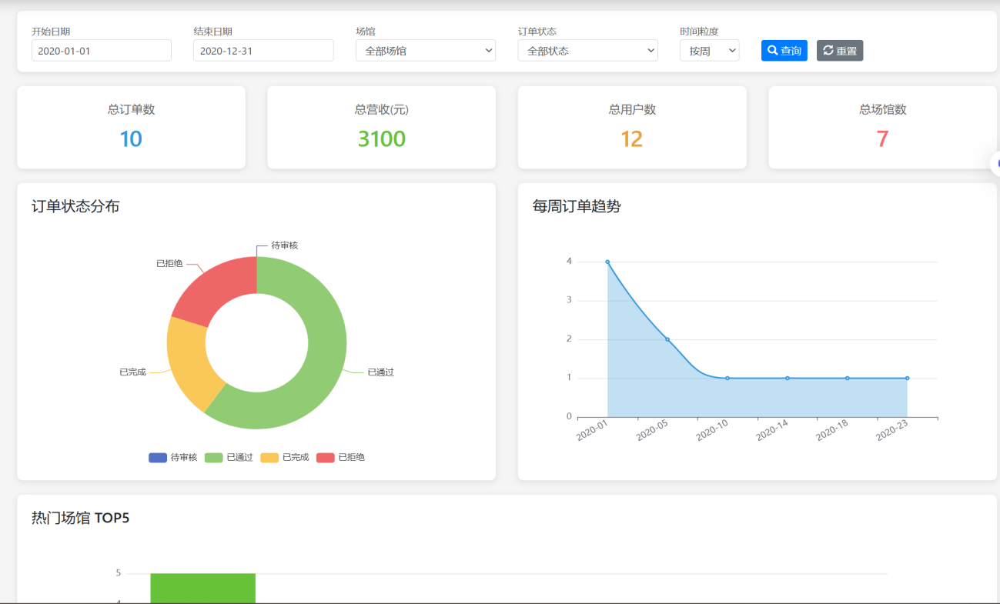 开始日期 结束日期 场馆 订单状态 时间粒度
2020-01-01 2020-12-31 全部场馆 全部状态 按周 查询 重置
总订单数 总营收(元) 总用户数 总场馆数
10 3100 12 7
订单状态分布
待审核
已拒绝
已完成 已通过
待审核 已通过 已完成 已拒绝
每周订单趋势
4
3
2
1
0
2020-01 2020-05 2020-10 2020-14 2020-18 2020-23
热门场馆 TOP5
5